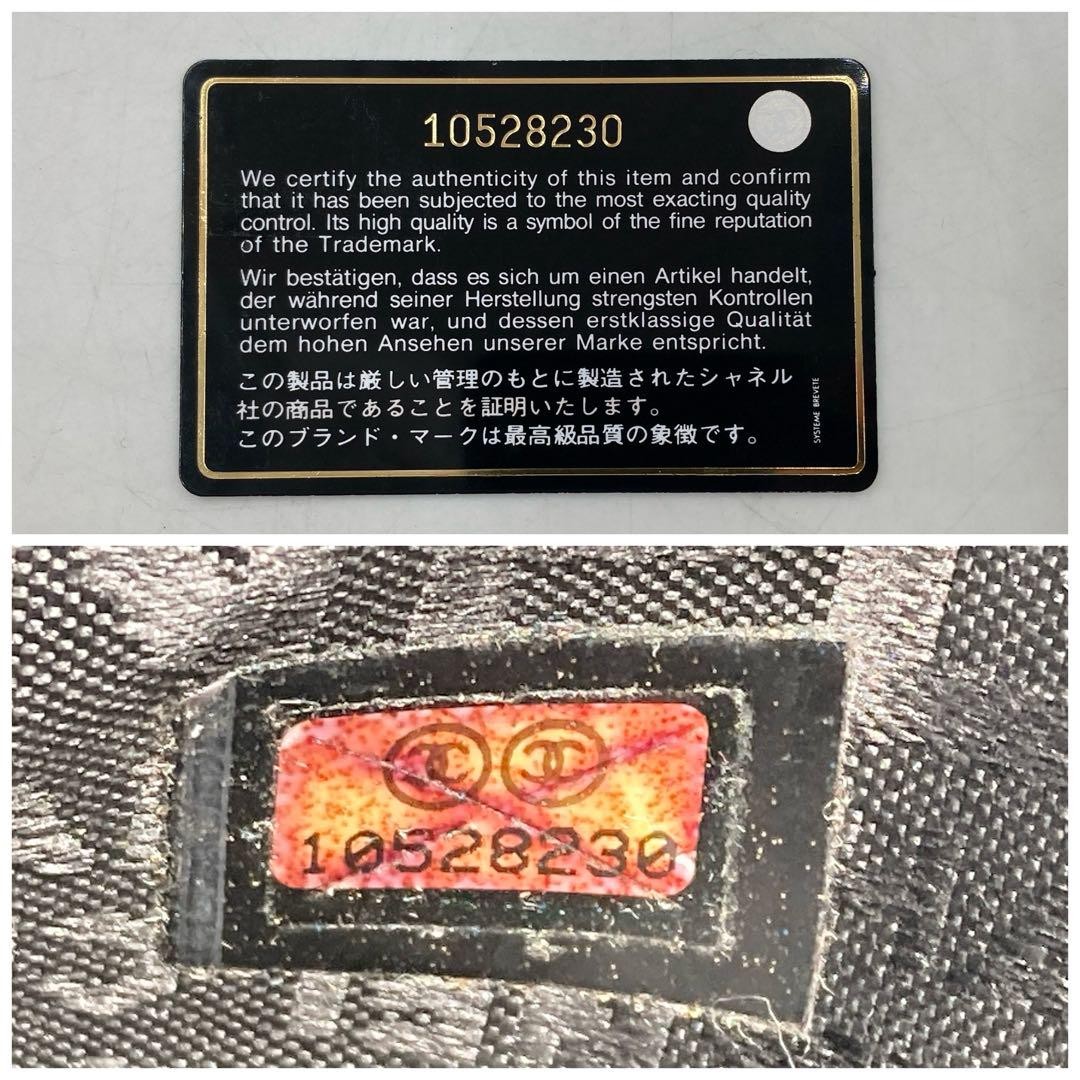 10528230
We certify the authenticity of this item and confirm
that it has been subjected to the most exacting quality
control. Its high quality is a symbol of the fine reputation
of the Trademark.
Wir bestätigen, dass es sich um einen Artikel handelt,
der während seiner Herstellung strengsten Kontrollen
unterworfen war, und dessen erstklassige Qualität
dem hohen Ansehen unserer Marke entspricht.
この製品は厳しい管理のもとに製造されたシャネル
社の商品であることを証明いたします。
このブランド・マークは最高級品質の象徴です。
SYSTEME BREVETE
10528230